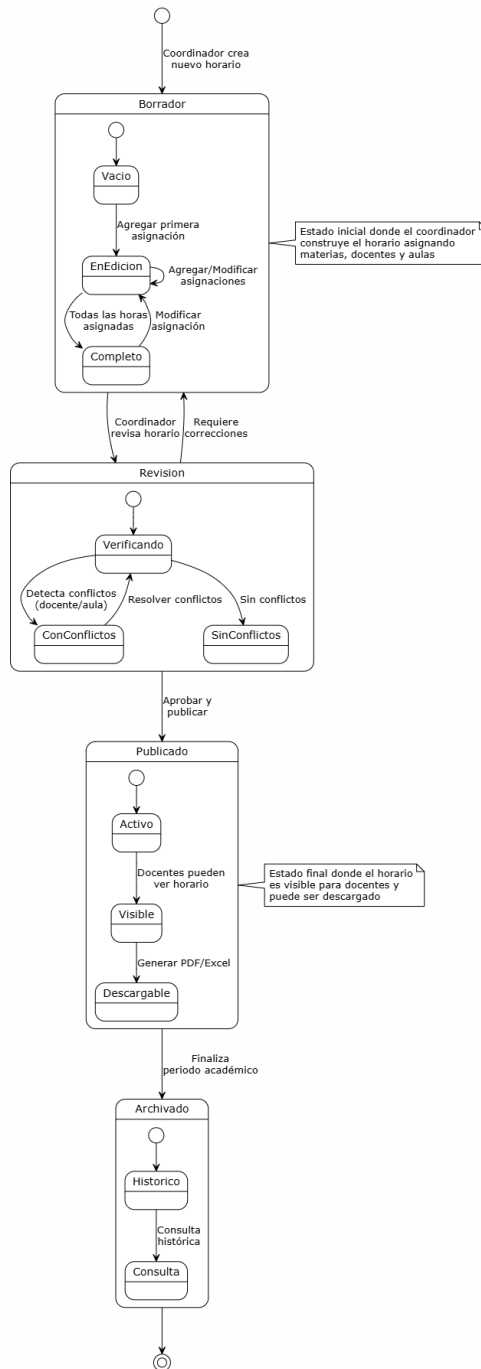 Coordinador crea
nuevo horario
Borrador
Vacio
Agregar primera
asignación
EnEdicion
Agregar/Modificar
asignaciones
Todas las horas
asignadas
Modificar
asignación
Completo
Estado inicial donde el coordinador
construye el horario asignando
materias, docentes y aulas
Coordinador
revisa horario
Requiere
correcciones
Revision
Verificando
Detecta conflictos
(docente/aula)
Resolver conflictos
Sin conflictos
ConConflictos
SinConflictos
Aprobar y
publicar
Publicado
Activo
Docentes pueden
ver horario
Visible
Generar PDF/Excel
Descargable
Estado final donde el horario
es visible para docentes y
puede ser descargado
Finaliza
periodo académico
Archivado
Historico
Consulta
histórica
Consulta